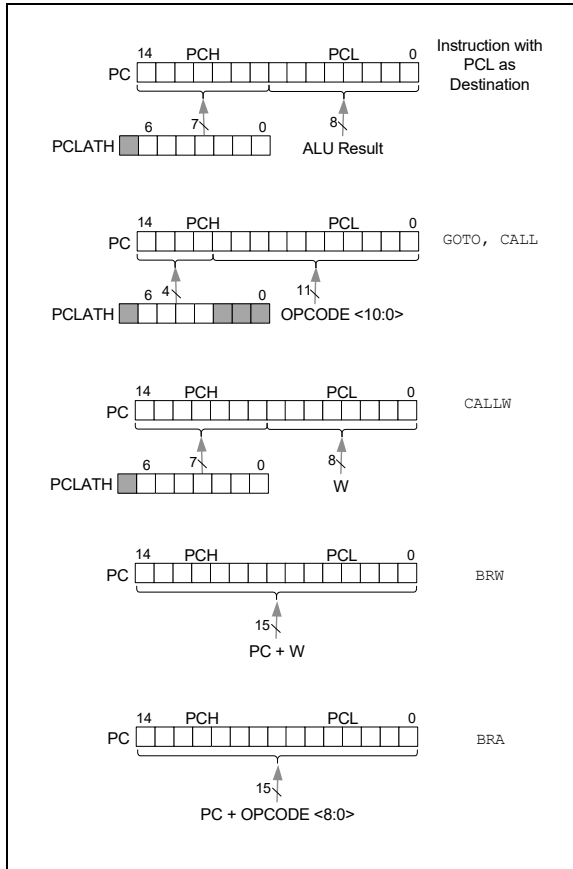 14 PCH PCL 0
PC
Instruction with
PCL as
Destination
6 7 0 8
PCLATH
ALU Result
14 PCH PCL 0
PC
GOTO, CALL
6 4 0 11
PCLATH
OPCODE <10:0>
14 PCH PCL 0
PC
CALLW
6 7 0 8
PCLATH
W
14 PCH PCL 0
PC
BRW
15
PC + W
14 PCH PCL 0
PC
BRA
15
PC + OPCODE <8:0>